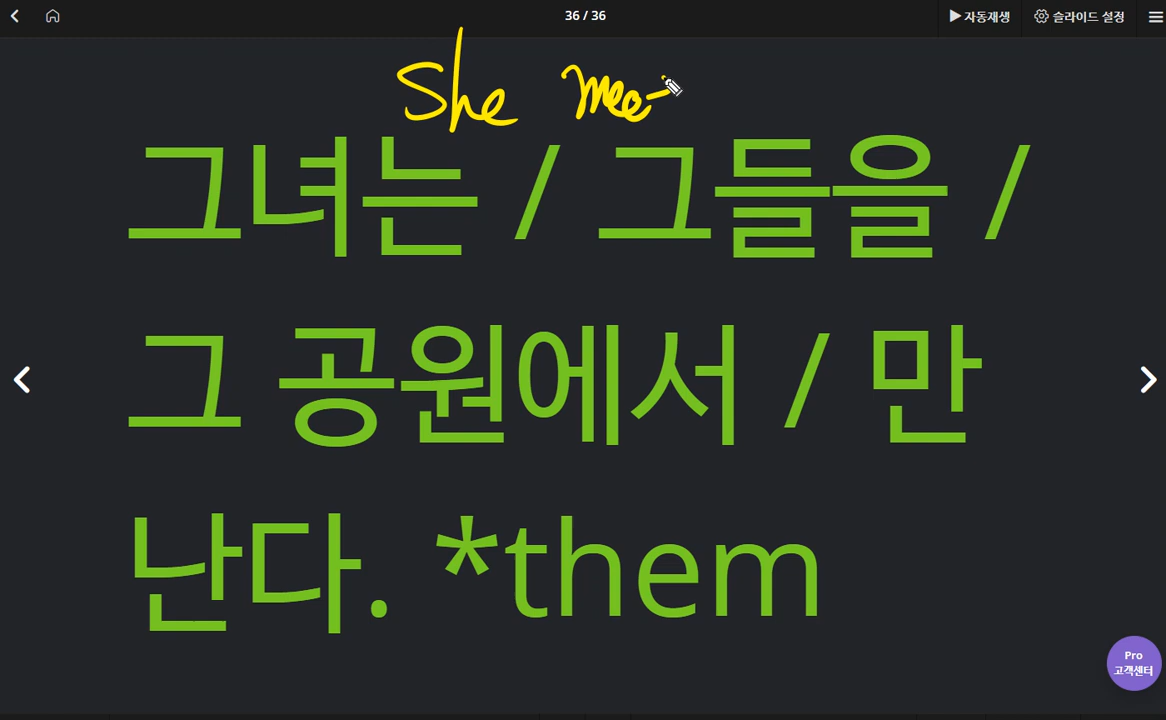 36 / 36
▶ 자동재생
슬라이드 설정
She mee
그녀는 / 그들을 /
그 공원에서 / 만
난다. *them
Pro
고객센터